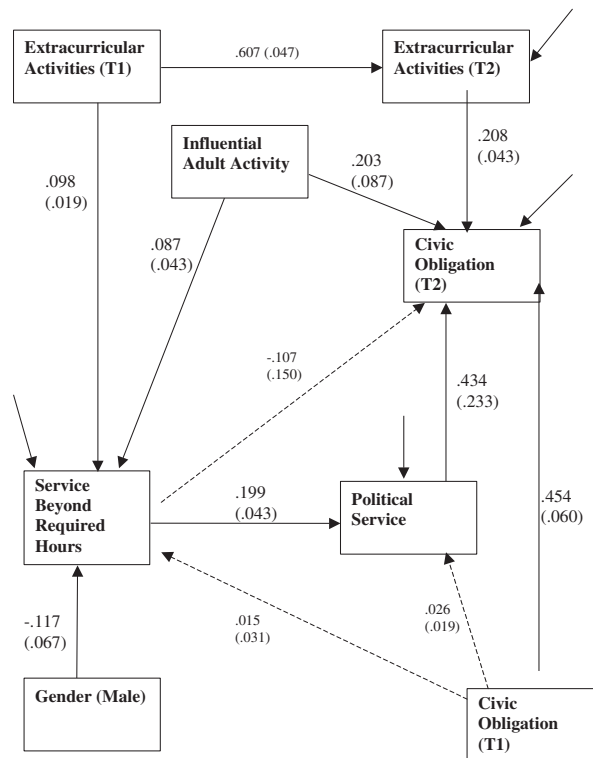 Extracurricular
Activities (T1)
.607 (.047)
Extracurricular
Activities (T2)
Influential
Adult Activity
.203
(.087)
.208
(.043)
.098
(.019)
.087
(.043)
Civic
Obligation
(T2)
-.107
(.150)
.434
(.233)
Service
Beyond
Required
Hours
.199
(.043)
Political
Service
.454
(.060)
-.117
(.067)
.015
(.031)
.026
(.019)
Gender (Male)
Civic
Obligation
(T1)